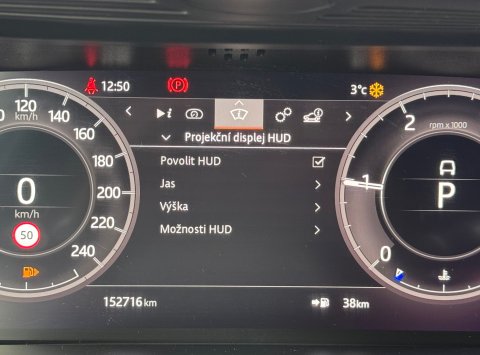 12:50
3°c
120
km/h
140
160
180
200
220
240
0
km/h
50
i
Projekční displej HUD
Povolit HUD
Jas
Výška
Možnosti HUD
2
rpm x 1000
1
0
A
P
152716 km
38km